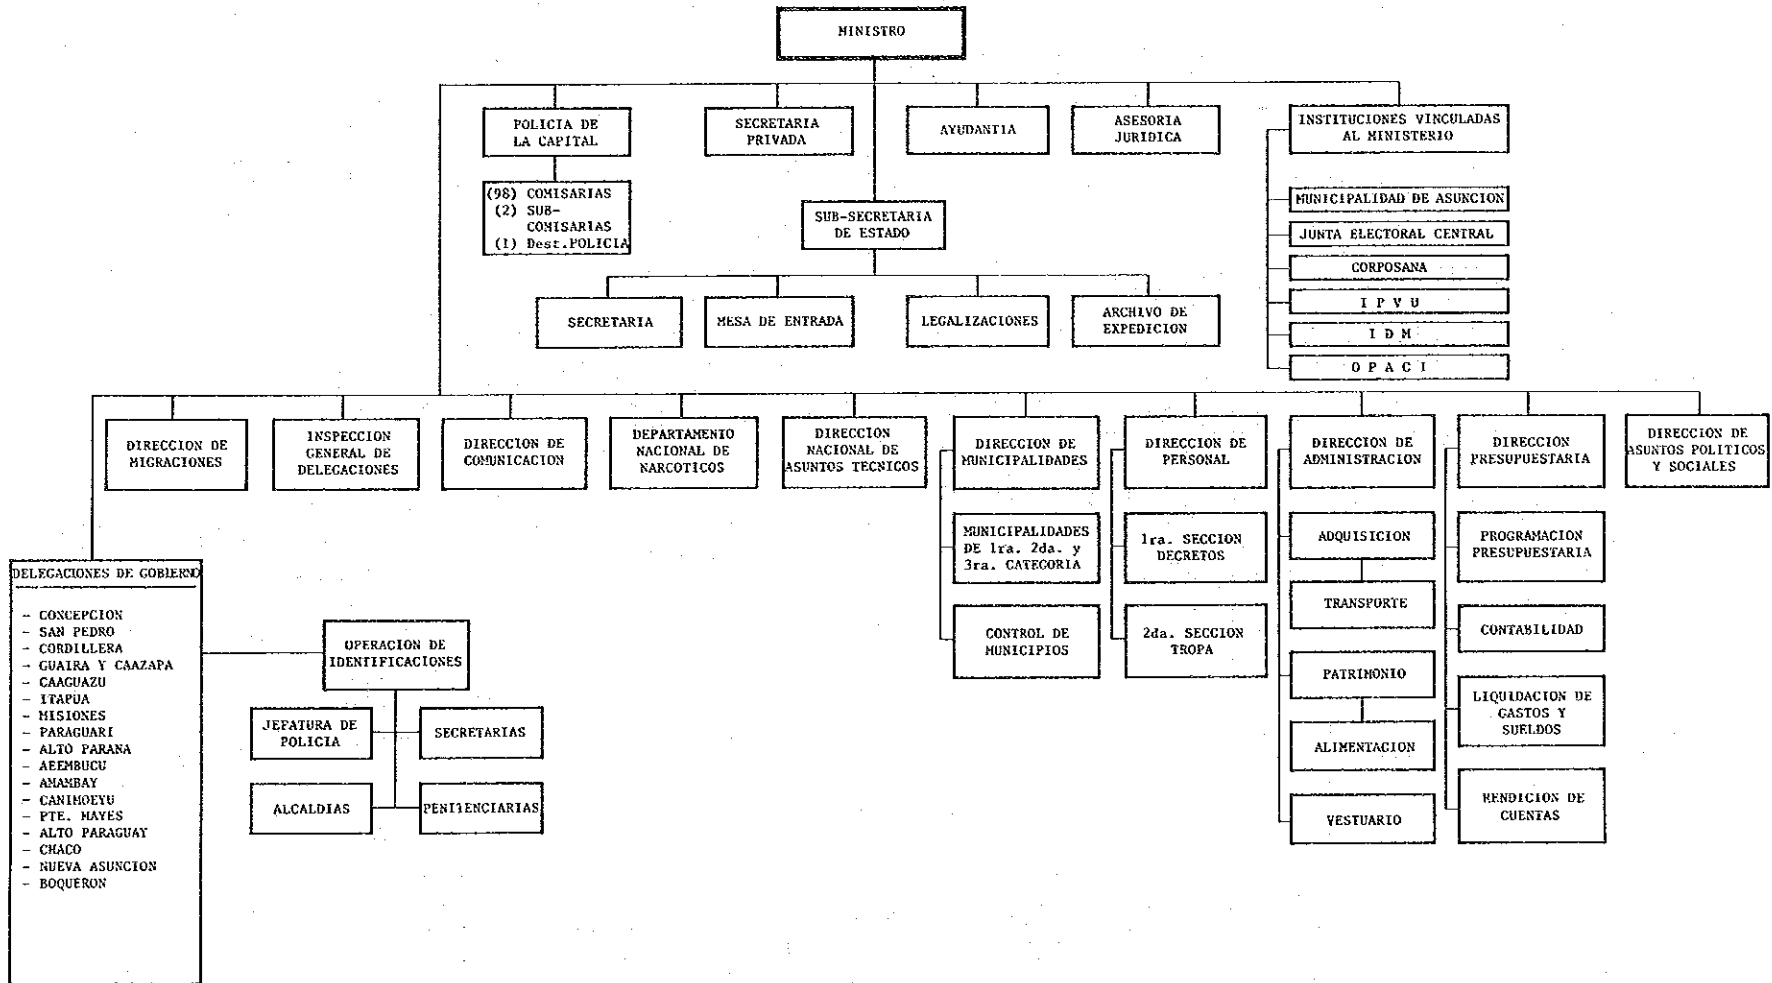 MINISTRO
POLICIA DE
LA CAPITAL
SECRETARIA
PRIVADA
AYUDANTIA
ASESORIA
JURIDICA
INSTITUCIONES VINCULADAS
AL MINISTERIO
(98) COMISARIAS
(2) SUB-
COMISARIAS
(1) Dest.POLICIA
SUB-SECRETARIA
DE ESTADO
MUNICIPALIDAD DE ASUNCION
JUNTA ELECTORAL CENTRAL
CORPOSANA
I P V U
I D M
O P A C I
SECRETARIA
MESA DE ENTRADA
LEGALIZACIONES
ARCHIVO DE
EXPEDICION
DIRECCION DE
MIGRACIONES
INSPECCION
GENERAL DE
DELEGACIONES
DIRECCION DE
COMUNICACION
DEPARTAMENTO
NACIONAL DE
NARCOTICOS
DIRECCION
NACIONAL DE
ASUNTOS TECNICOS
DIRECCION DE
MUNICIPALIDADES
DIRECCION DE
PERSONAL
DIRECCION DE
ADMINISTRACION
DIRECCION
PRESUPUESTARIA
DIRECCION DE
ASUNTOS POLITICOS
Y SOCIALES
MUNICIPALIDADES
DE 1ra. 2da. y
3ra. CATEGORIA
CONTROL DE
MUNICIPIOS
1ra. SECCION
DECRETOS
2da. SECCION
TROPA
ADQUISICION
TRANSPORTE
PATRIMONIO
ALIMENTACION
VESTUARIO
PROGRAMACION
PRESUPUESTARIA
CONTABILIDAD
LIQUIDACION DE
GASTOS Y
SUELDOS
RENDICION DE
CUENTAS
DELEGACIONES DE GOBIERNO
- CONCEPCION
- SAN PEDRO
- CORDILLERA
- GUAIRA Y CAAZAPA
- CAAGUAZU
- ITAPUA
- MISIONES
- PARAGUARI
- ALTO PARANA
- AEEMBUCU
- AMAMBAY
- CANIHOEYU
- PTE. HAYES
- ALTO PARAGUAY
- CHACO
- NUEVA ASUNCION
- BOQUERON
OPERACION DE
IDENTIFICACIONES
JEFATURA DE
POLICIA
SECRETARIAS
ALCALDIAS
PENITENCIARIAS